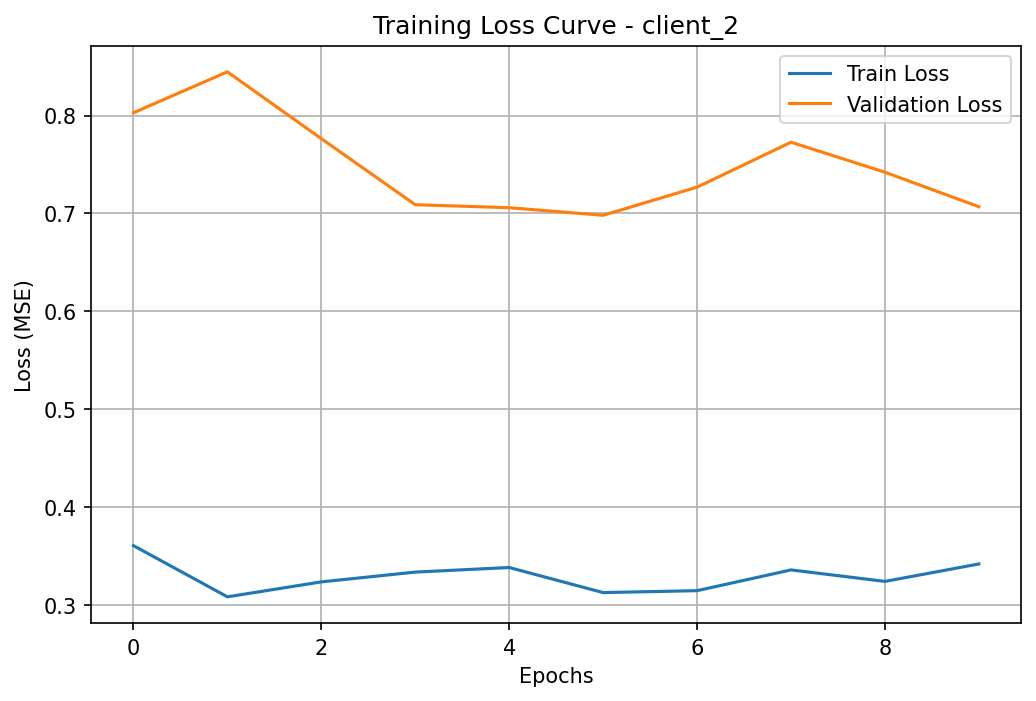 Training Loss Curve - client_2
Train Loss
Validation Loss
Loss (MSE)
0.8
0.7
0.6
0.5
0.4
0.3
0 2 4 6 8
Epochs